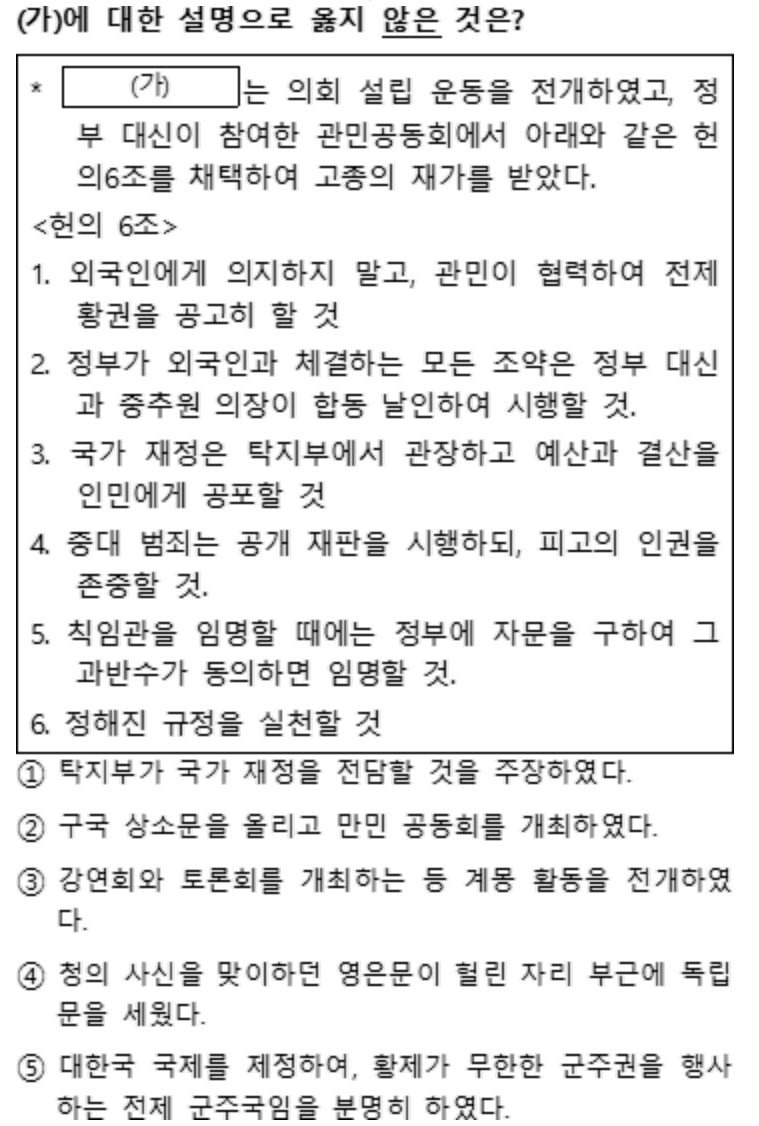 (가)에 대한 설명으로 옳지 않은 것은?
* (가) 는 의회 설립 운동을 전개하였고, 정
부 대신이 참여한 관민공동회에서 아래와 같은 헌
의6조를 채택하여 고종의 재가를 받았다.
<헌의 6조>
1. 외국인에게 의지하지 말고, 관민이 협력하여 전제
황권을 공고히 할 것
2. 정부가 외국인과 체결하는 모든 조약은 정부 대신
과 중추원 의장이 합동 날인하여 시행할 것.
3. 국가 재정은 탁지부에서 관장하고 예산과 결산을
인민에게 공포할 것
4. 중대 범죄는 공개 재판을 시행하되, 피고의 인권을
존중할 것.
5. 칙임관을 임명할 때에는 정부에 자문을 구하여 그
과반수가 동의하면 임명할 것.
6. 정해진 규정을 실천할 것
① 탁지부가 국가 재정을 전담할 것을 주장하였다.
② 구국 상소문을 올리고 만민 공동회를 개최하였다.
③ 강연회와 토론회를 개최하는 등 계몽 활동을 전개하였
다.
④ 청의 사신을 맞이하던 영은문이 헐린 자리 부근에 독립
문을 세웠다.
⑤ 대한국 국제를 제정하여, 황제가 무한한 군주권을 행사
하는 전제 군주국임을 분명히 하였다.